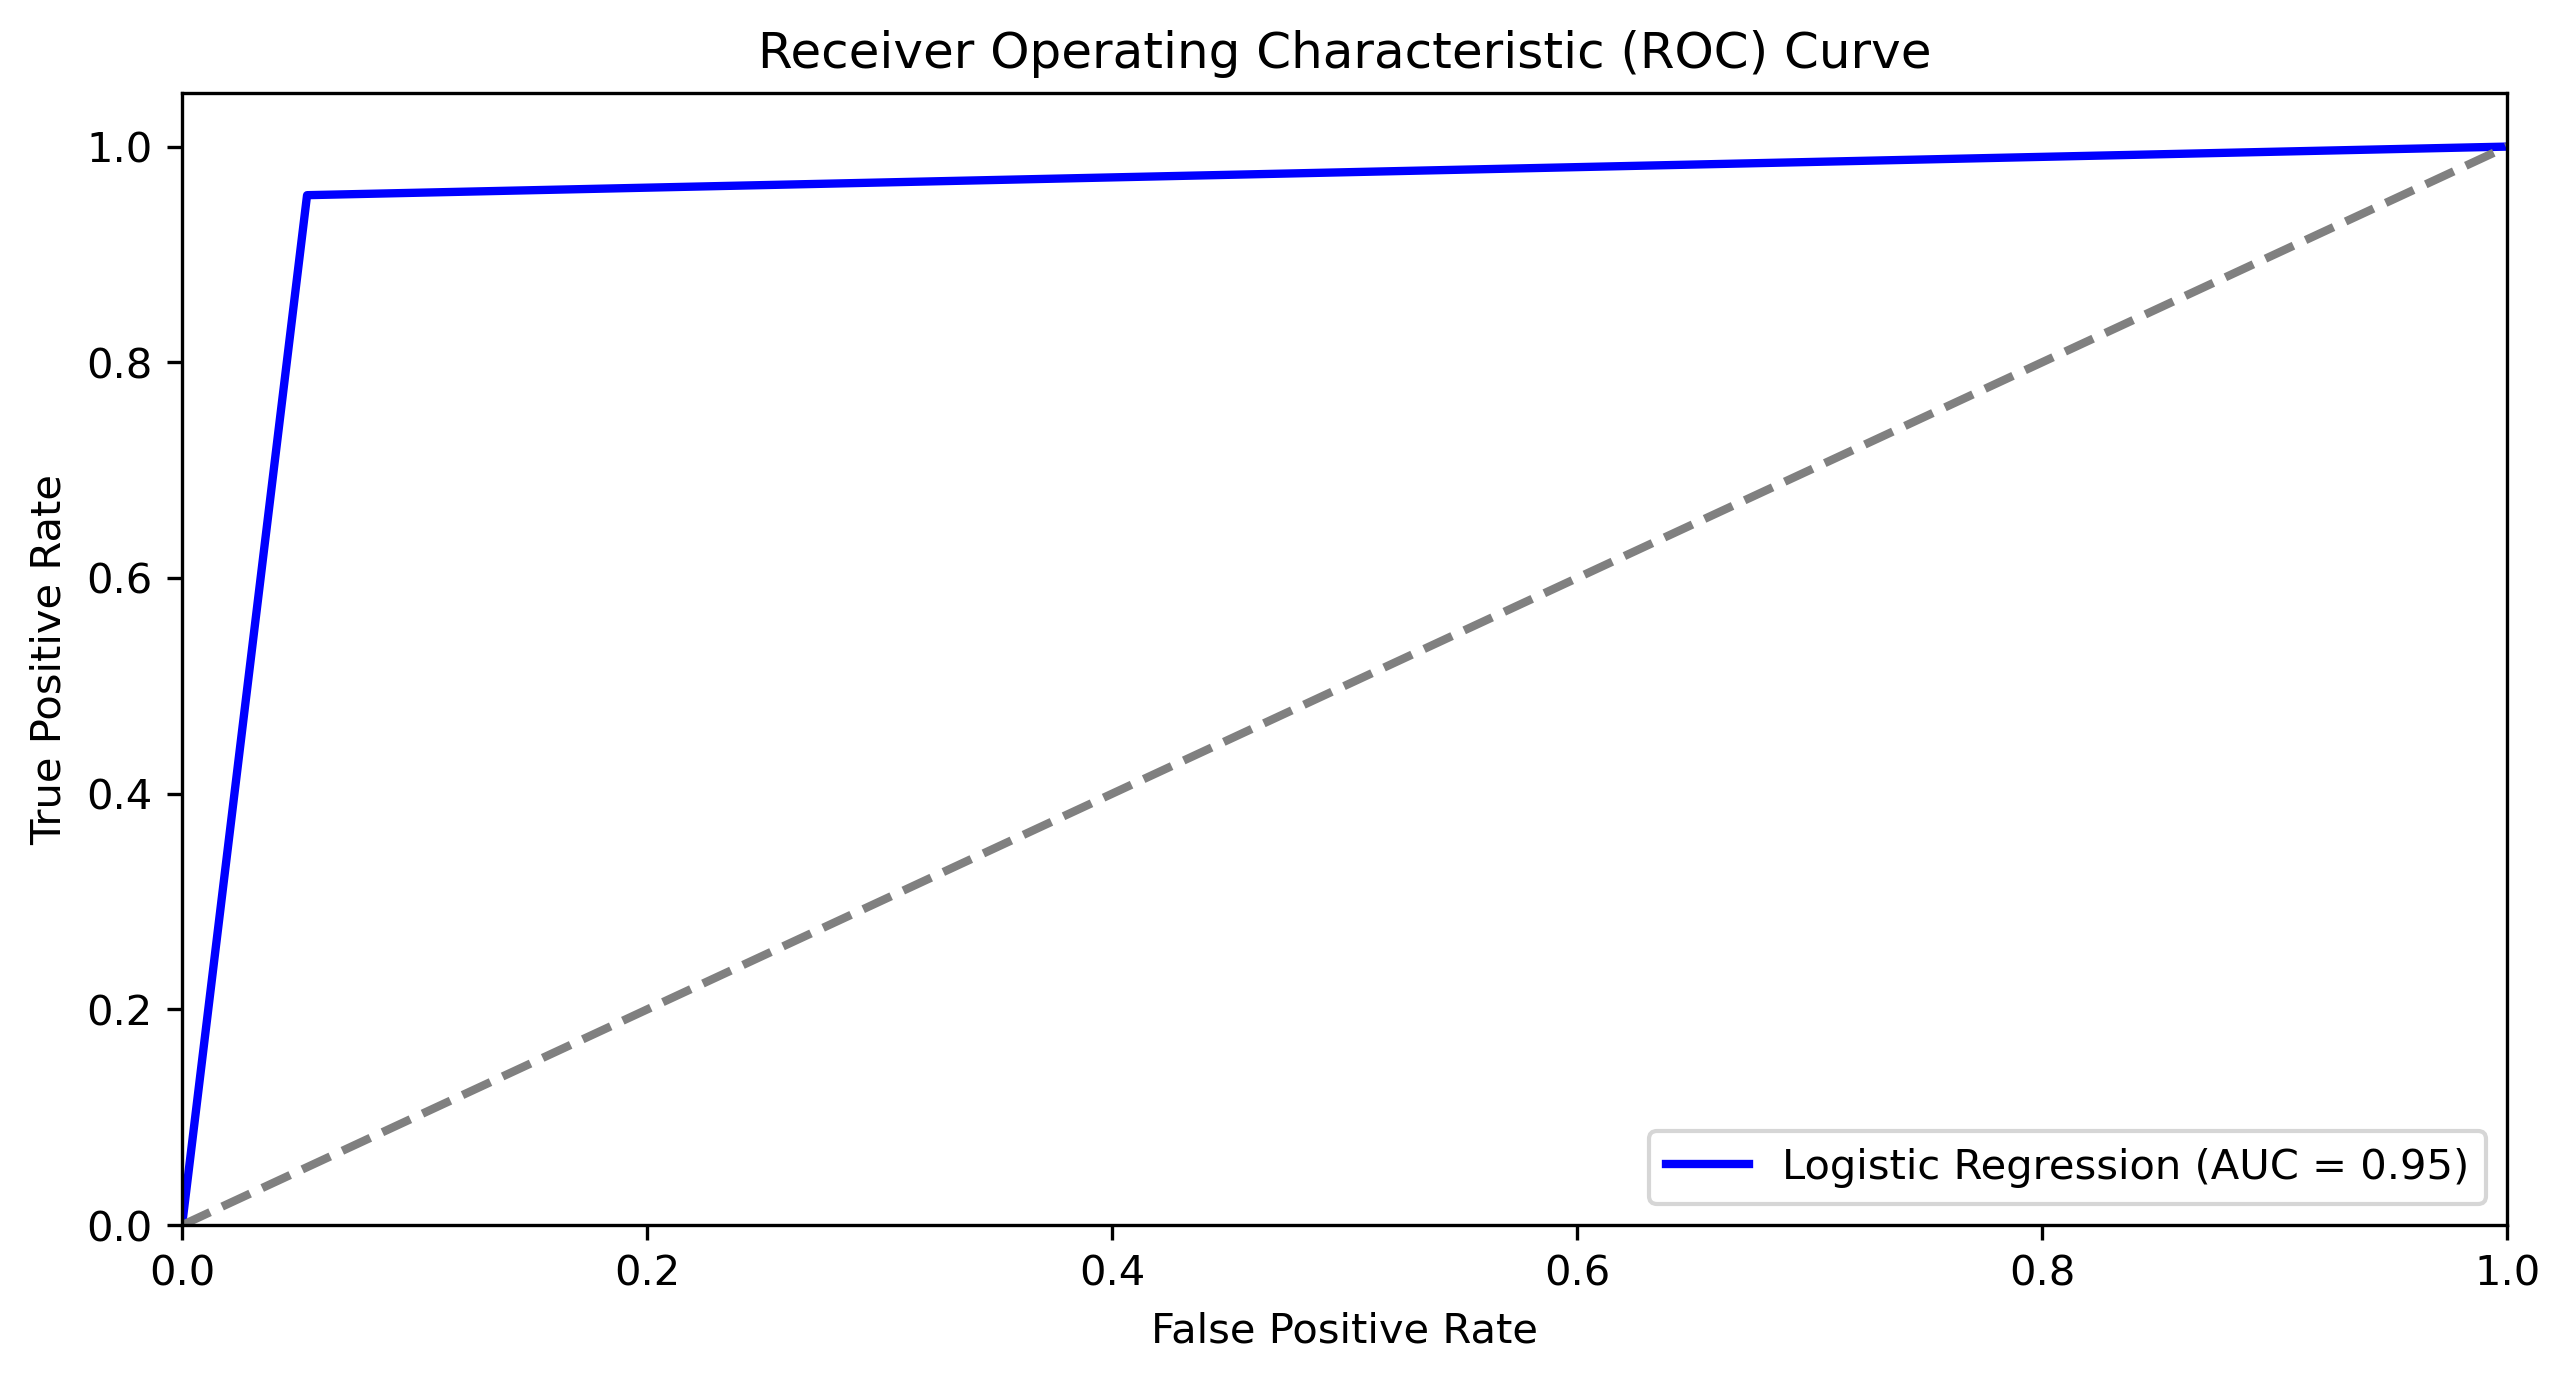 Receiver Operating Characteristic (ROC) Curve
1.0
0.8
0.6
0.4
0.2
0.0
True Positive Rate
Logistic Regression (AUC = 0.95)
0.0 0.2 0.4 0.6 0.8 1.0
False Positive Rate